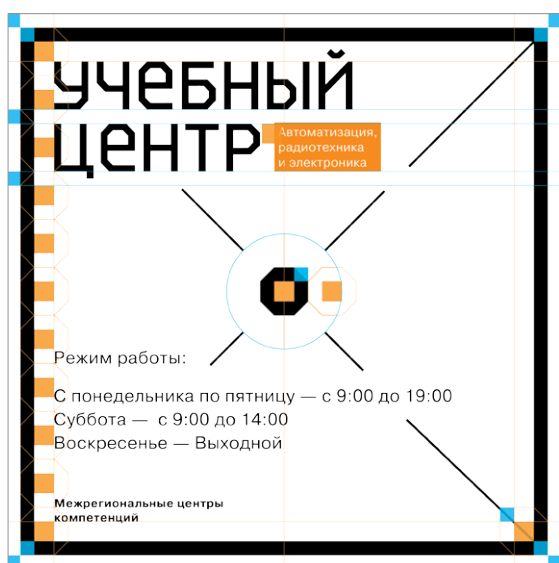 учебный
центр
Автоматизация,
радиотехника
и электроника
Режим работы:
С понедельника по пятницу — с 9:00 до 19:00
Суббота — с 9:00 до 14:00
Воскресенье — Выходной
Межрегиональные центры
компетенций